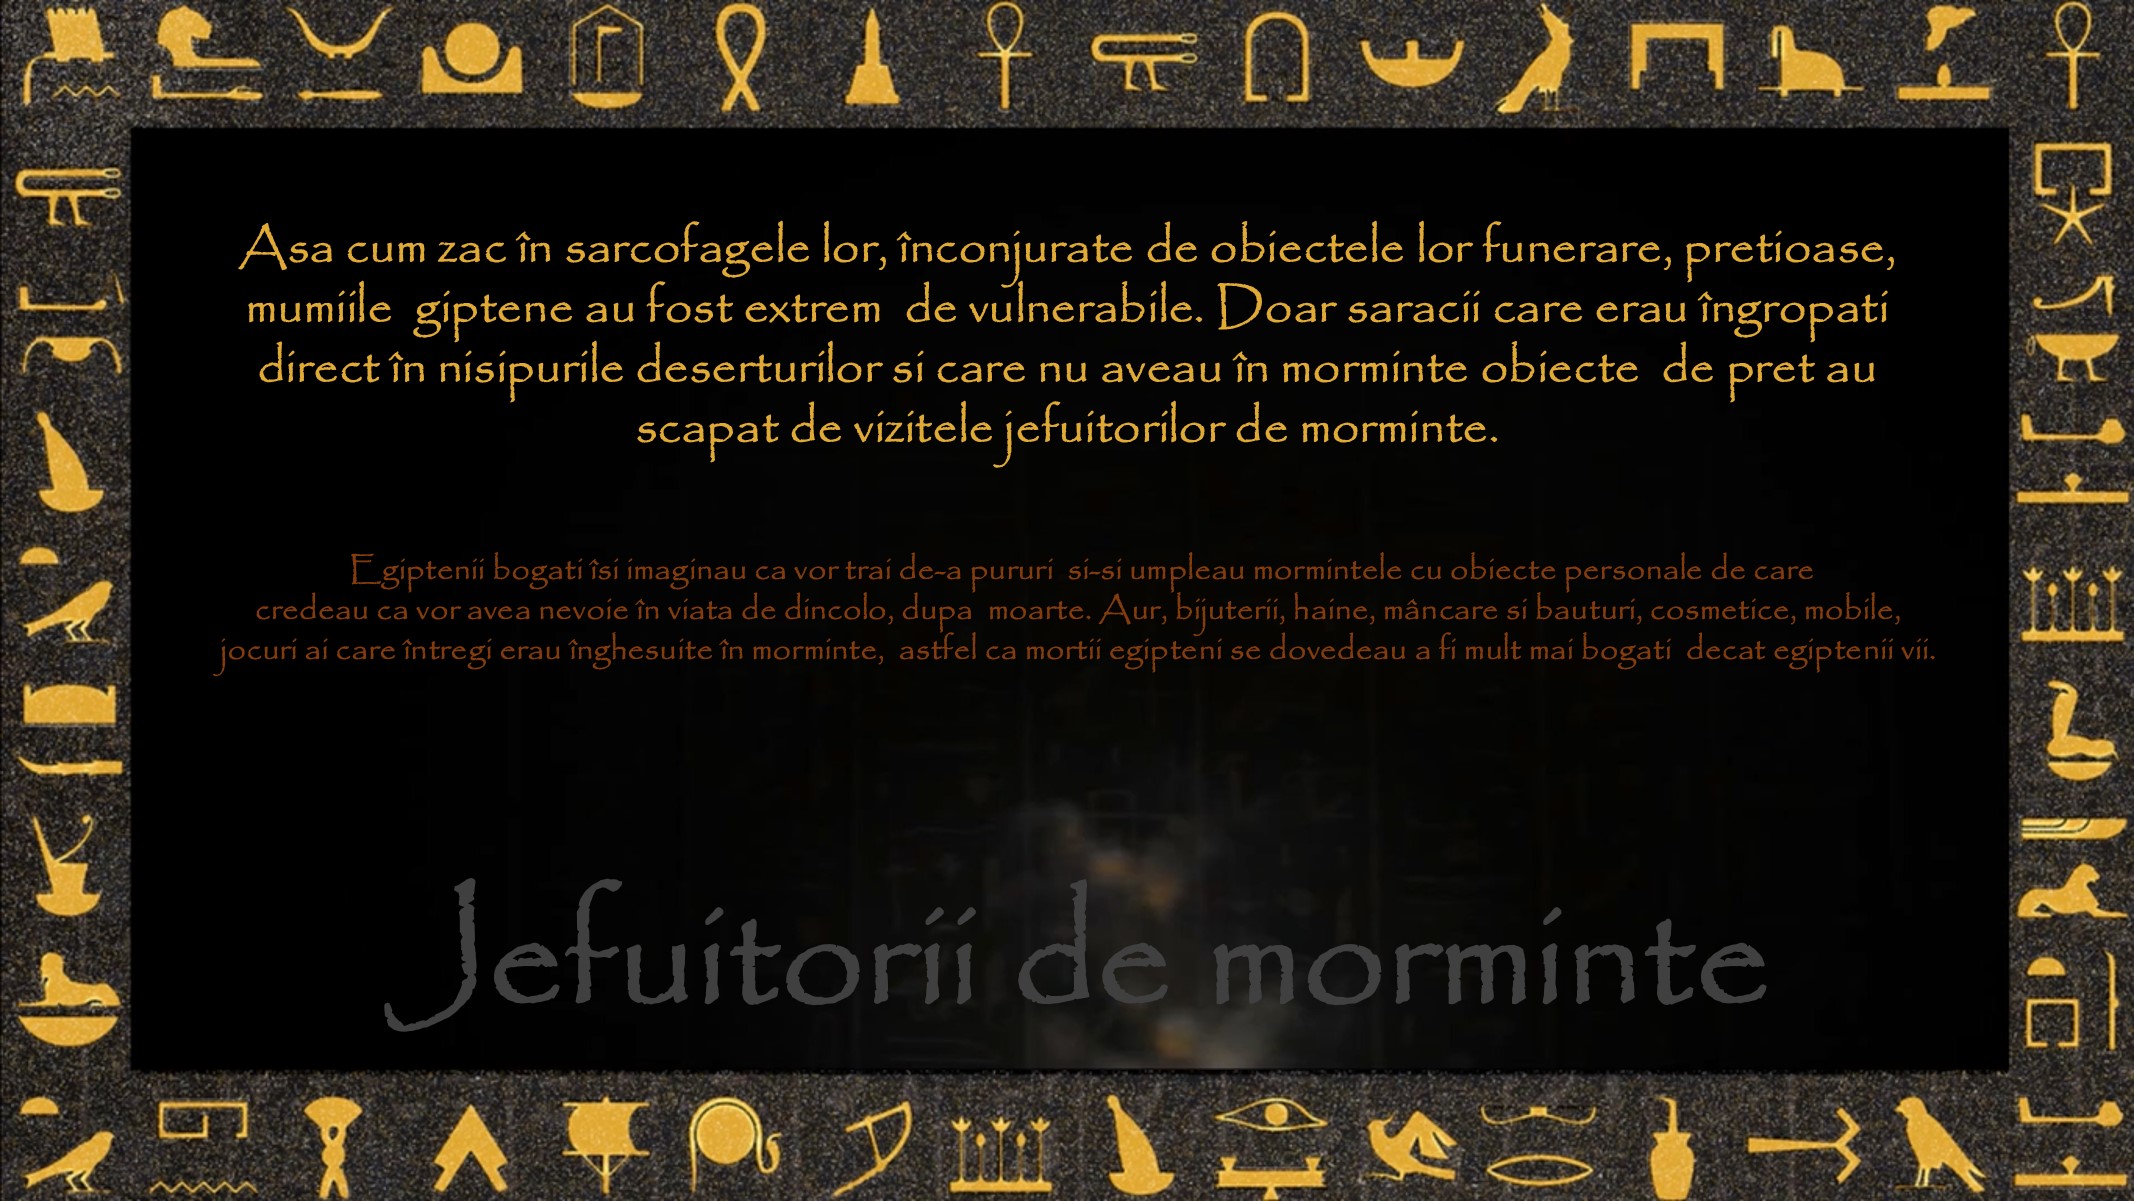 Asa cum zac în sarcofagele lor, înconjurate de obiectele lor funerare, pretioase,
mumiile giptene au fost extrem de vulnerabile. Doar saracii care erau îngropati
direct în nisipurile deserturilor si care nu aveau în morminte obiecte de pret au
scapat de vizitele jefuitorilor de morminte.
Egiptenii bogati îsi imaginau ca vor trai de-a pururi si-si umpleau mormintele cu obiecte personale de care
credeau ca vor avea nevoie în viata de dincolo, dupa moarte. Aur, bijuterii, haine, mâncare si bauturi, cosmetice, mobile,
jocuri ai care întregi erau înghesuite în morminte, astfel ca mortii egipteni se dovedeau a fi mult mai bogati decat egiptenii vii.
Jefuitorii de morminte